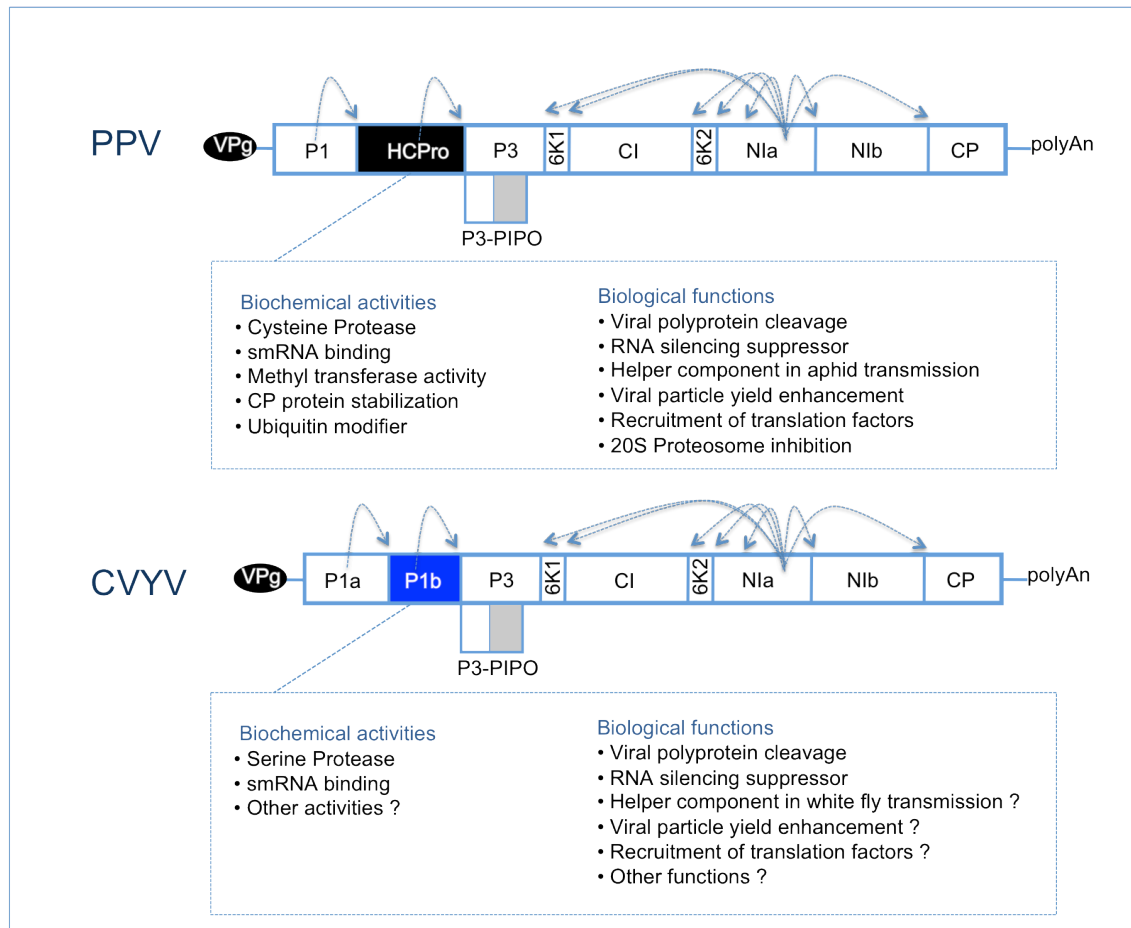 PPV
VPg
P1
HCPro
P3
6K1
CI
6K2
NIa
NIb
CP
polyAn
P3-PIPO
Biochemical activities
• Cysteine Protease
• smRNA binding
• Methyl transferase activity
• CP protein stabilization
• Ubiquitin modifier
Biological functions
• Viral polyprotein cleavage
• RNA silencing suppressor
• Helper component in aphid transmission
• Viral particle yield enhancement
• Recruitment of translation factors
• 20S Proteosome inhibition
CVYV
VPg
P1a
P1b
P3
6K1
CI
6K2
NIa
NIb
CP
polyAn
P3-PIPO
Biochemical activities
• Serine Protease
• smRNA binding
• Other activities ?
Biological functions
• Viral polyprotein cleavage
• RNA silencing suppressor
• Helper component in white fly transmission ?
• Viral particle yield enhancement ?
• Recruitment of translation factors ?
• Other functions ?